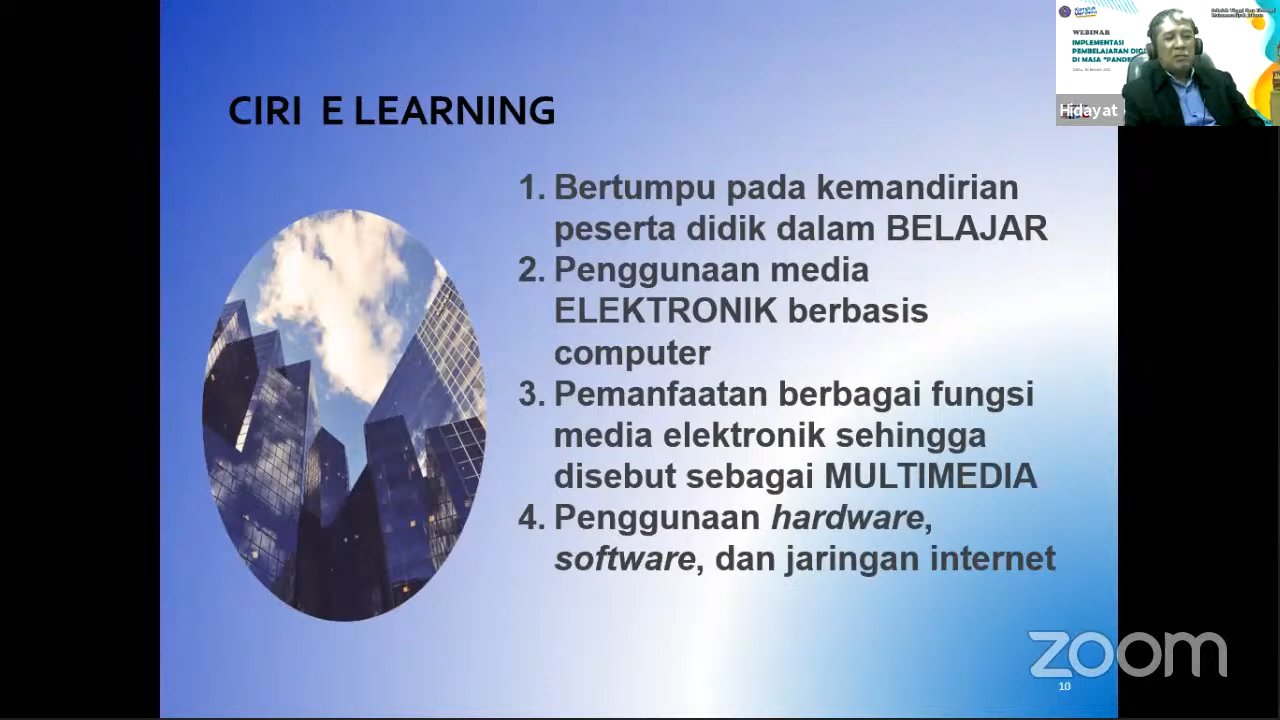 CIRI E LEARNING
1. Bertumpu pada kemandirian
peserta didik dalam BELAJAR
2. Penggunaan media
ELEKTRONIK berbasis
computer
3. Pemanfaatan berbagai fungsi
media elektronik sehingga
disebut sebagai MULTIMEDIA
4. Penggunaan hardware,
software, dan jaringan internet
10
zoom
Kampus
Merdeka
WEBINAR
IMPLEMENTASI
PEMBELAJARAN DIG
DI MASA "PANDE
Hidayat